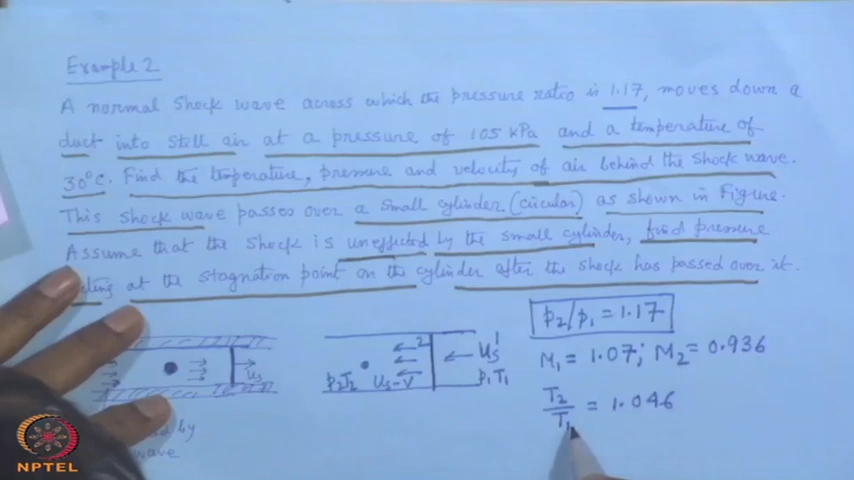 Example 2
A normal shock wave across which the pressure ratio is 1.17, moves down a
duct into still air at a pressure of 105 kPa and a temperature of
30°C. Find the temperature, pressure and velocity of air behind the shock wave.
This shock wave passes over a small cylinder (circular) as shown in Figure.
Assume that the shock is uneffected by the small cylinder, find pressure
at the stagnation point on the cylinder after the shock has passed over it.
p2/p1 = 1.17
M1 = 1.07; M2 = 0.936
T2/T1 = 1.046
Us
2
1
Us
p2T2
Us-V
p1T1
by
wave
NPTEL